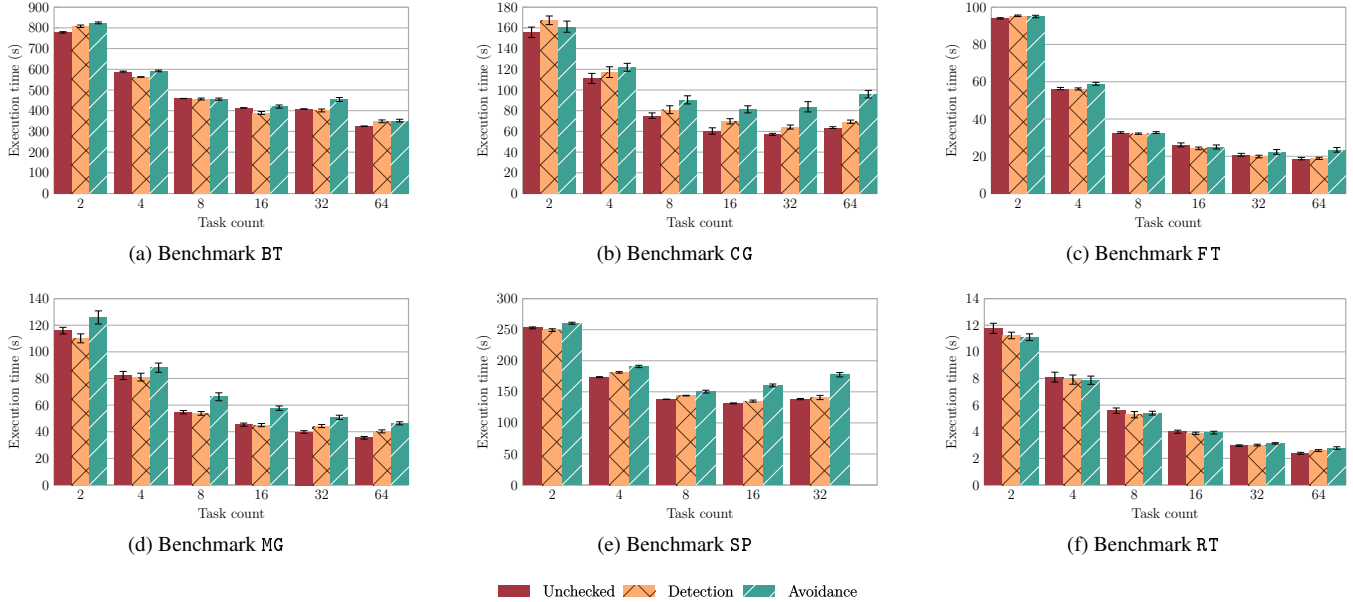 Execution time (s)
900
800
700
600
500
400
300
200
100
0
2 4 8 16 32 64
Task count
(a) Benchmark BT
Execution time (s)
180
160
140
120
100
80
60
40
20
0
2 4 8 16 32 64
Task count
(b) Benchmark CG
Execution time (s)
100
80
60
40
20
0
2 4 8 16 32 64
Task count
(c) Benchmark FT
Execution time (s)
140
120
100
80
60
40
20
0
2 4 8 16 32 64
Task count
(d) Benchmark MG
Execution time (s)
300
250
200
150
100
50
0
2 4 8 16 32
Task count
(e) Benchmark SP
Execution time (s)
14
12
10
8
6
4
2
0
2 4 8 16 32 64
Task count
(f) Benchmark RT
Unchecked Detection Avoidance